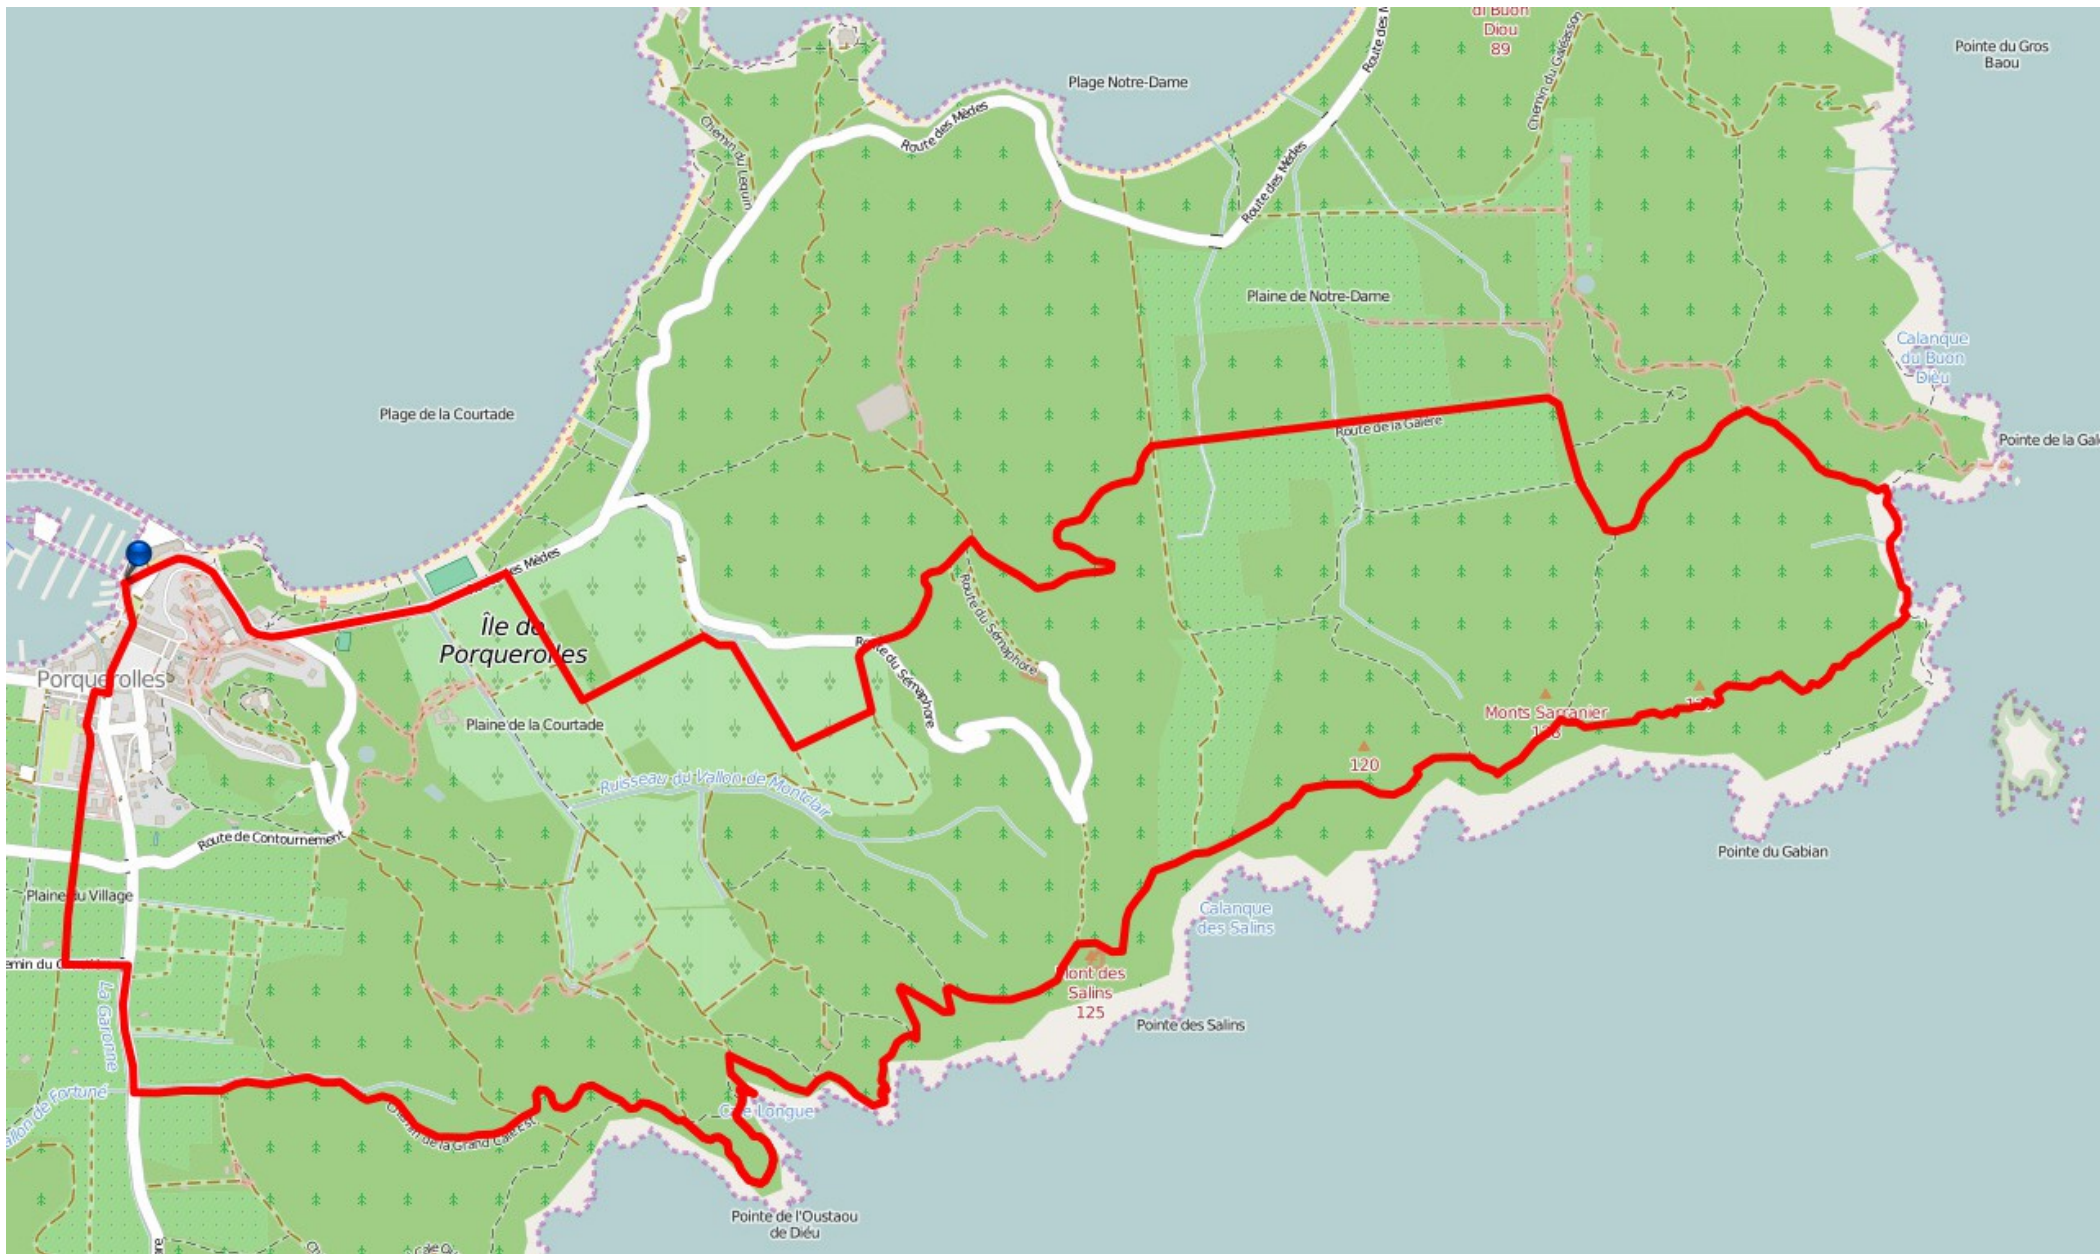 di Buon
Diou
89
Pointe du Gros
Baou
Plage Notre-Dame
Route des Mèdes
Chemin du Galéasson
Chemin du Lequin
Route des Mèdes
Plaine de Notre-Dame
Calanque
du Buon
Diéu
Plage de la Courtade
Route de la Galère
Pointe de la Gal
Île de
Porquerolles
Porquerolles
Route du Sémaphore
Route du Sémaphore
Plaine de la Courtade
Monts Sarranier
120
Ruisseau du Vallon de Montclair
Route de Contournement
Pointe du Gabian
Plaine du Village
Calanque
des Salins
emin du
La Garonne
Mont des
Salins
125
Pointe des Salins
allon de Fortuné
Chemin de la Grand Cale Est
Cale Longue
Pointe de l'Oustaou
de Diéu